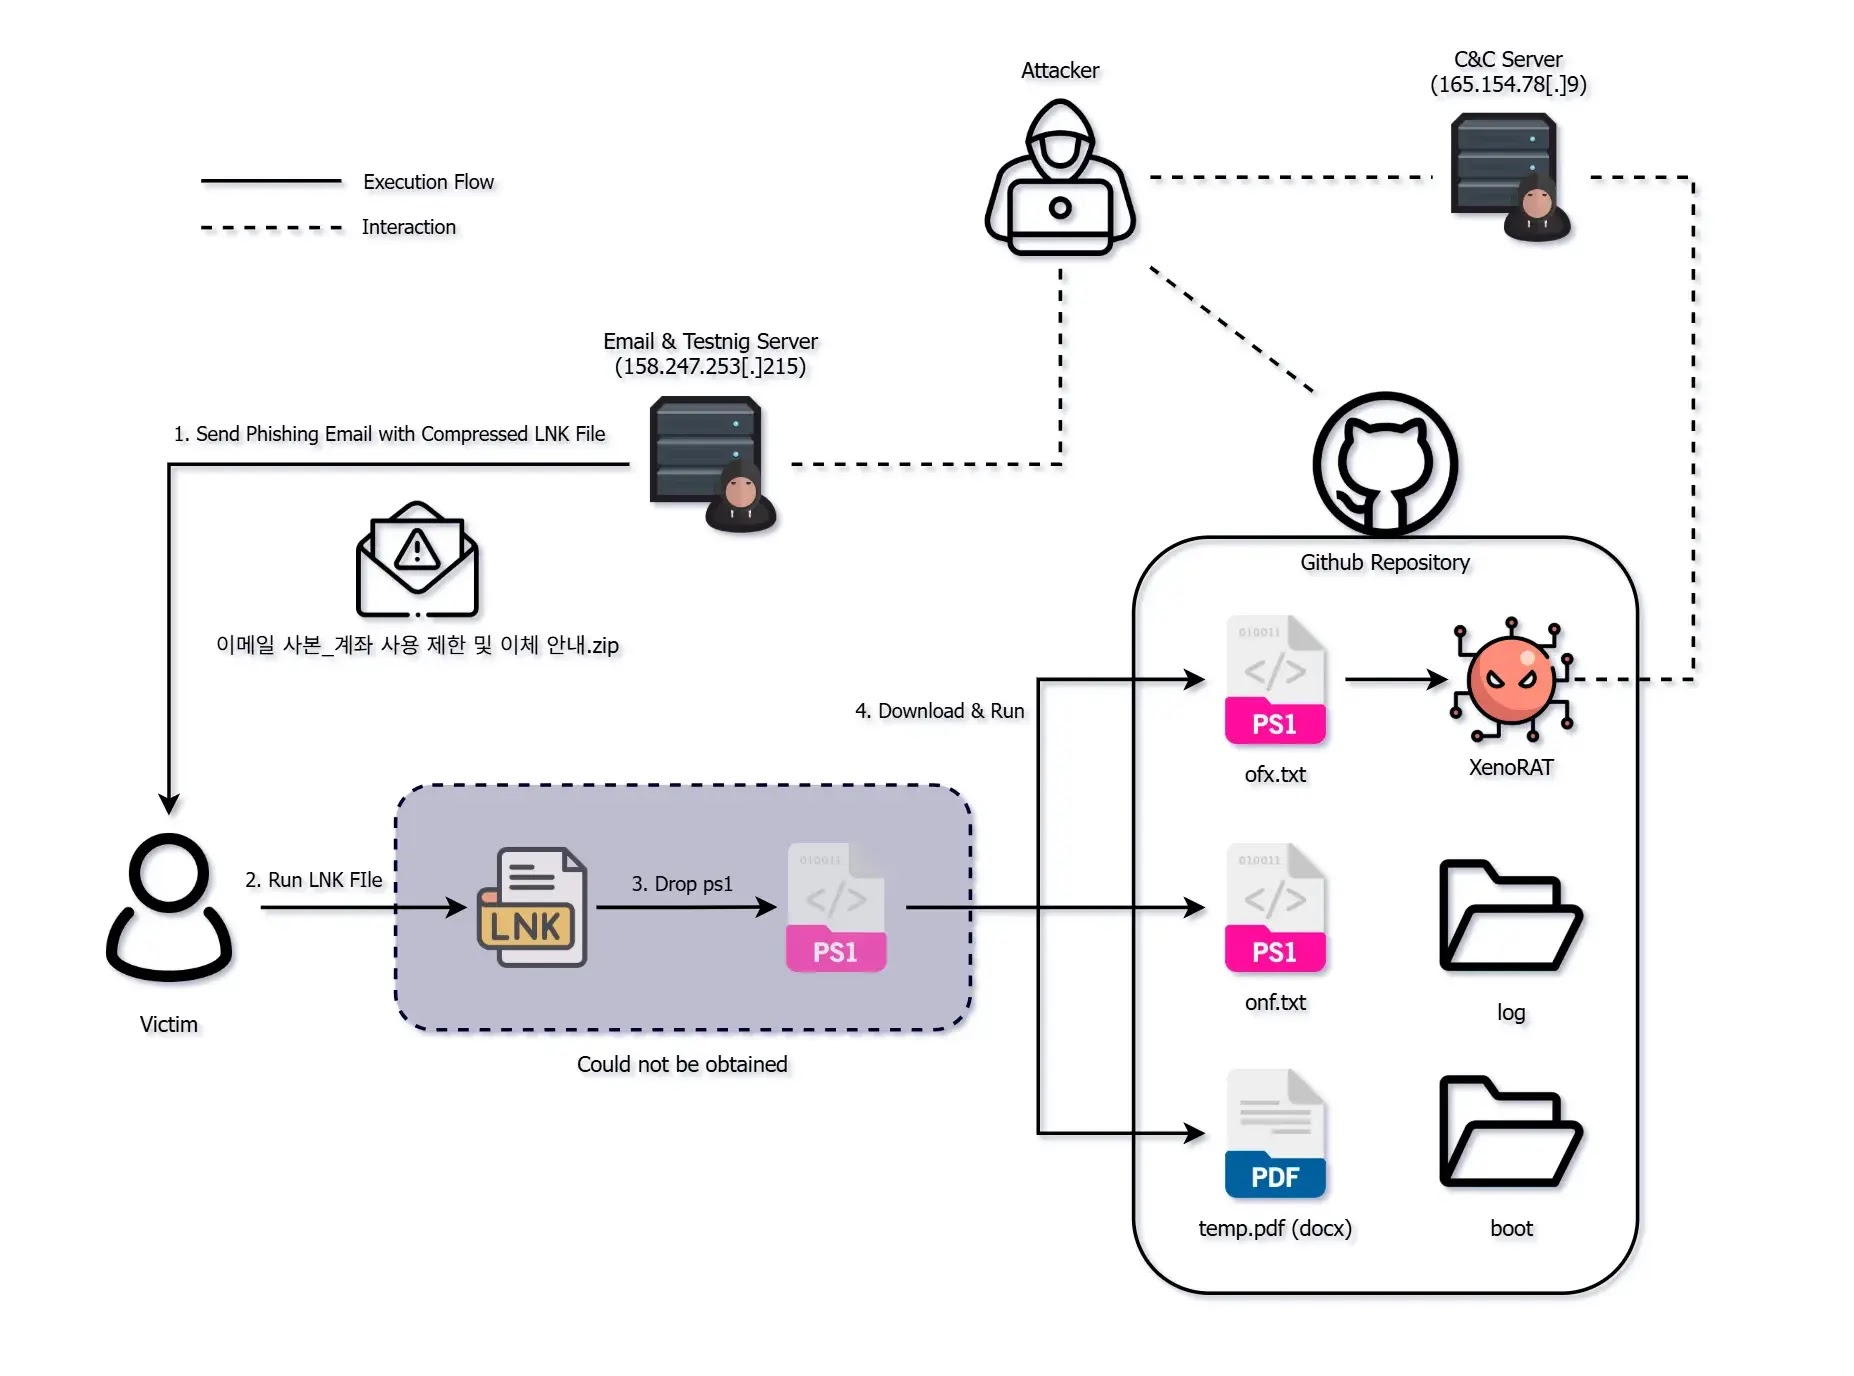 Attacker
C&C Server
(165.154.78[.]9)
Execution Flow
Interaction
Email & Testnig Server
(158.247.253[.]215)
1. Send Phishing Email with Compressed LNK File
이메일 사본_계좌 사용 제한 및 이체 안내.zip
Github Repository
4. Download & Run
010011
</>
PS1
ofx.txt
XenoRAT
2. Run LNK FIle
LNK
3. Drop ps1
010011
</>
PS1
010011
</>
PS1
onf.txt
log
Victim
Could not be obtained
PDF
temp.pdf (docx)
boot